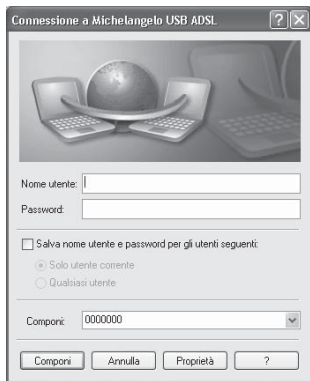 Connessione a Michelangelo USB ADSL
Nome utente:
Password:
Salva nome utente e password per gli utenti seguenti:
Solo utente corrente
Qualsiasi utente
Componi: 0000000
Componi Annulla Proprietà ?